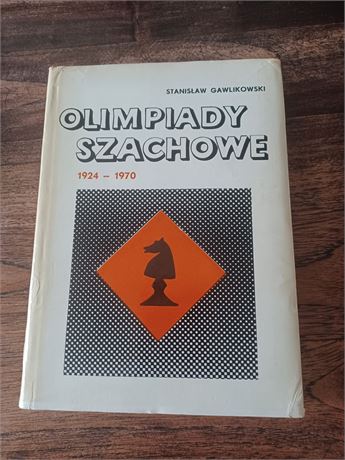 STANISŁAW GAWLIKOWSKI
OLIMPIADY
SZACHOWE
1924 – 1970